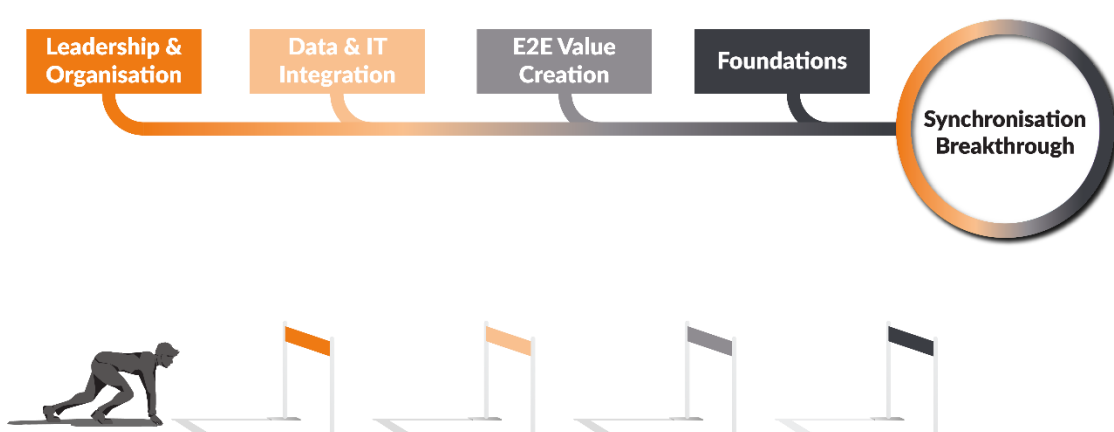 Leadership &
Organisation
Data & IT
Integration
E2E Value
Creation
Foundations
Synchronisation
Breakthrough